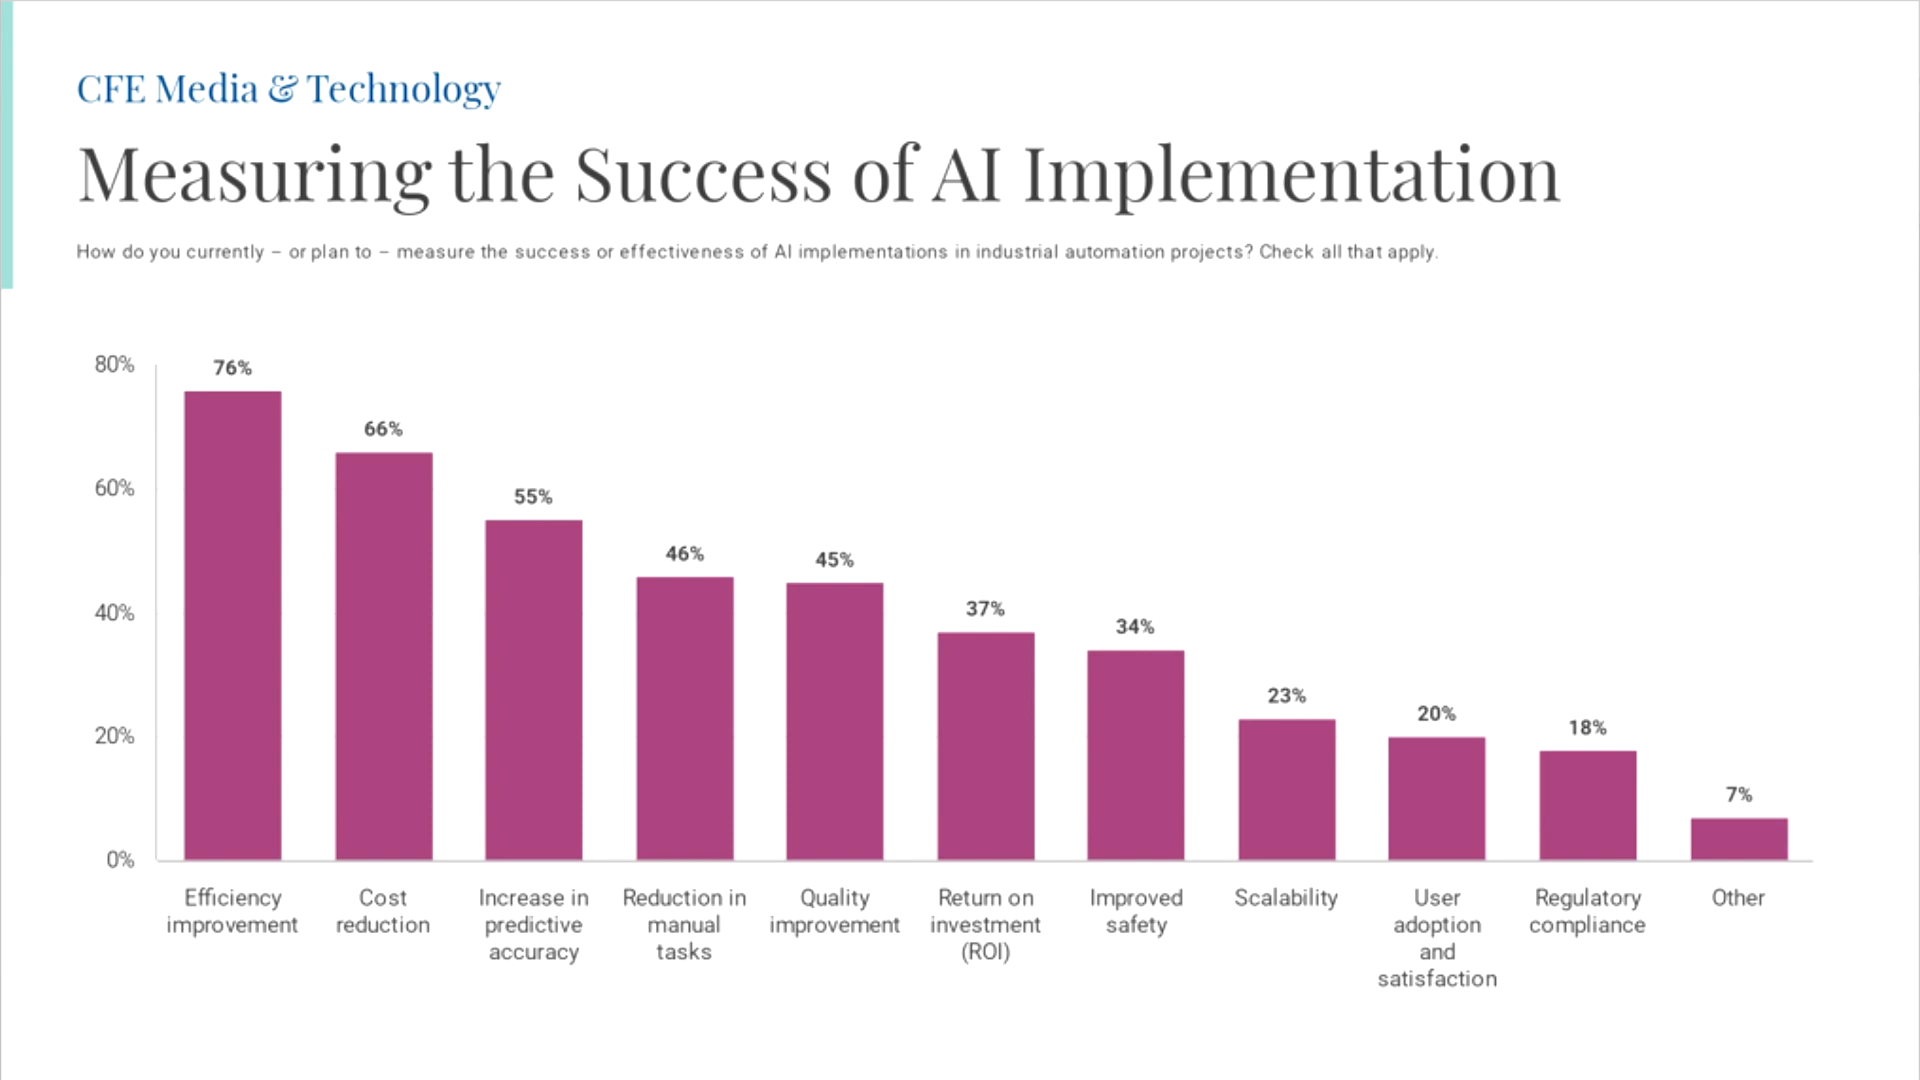 CFE Media & Technology
Measuring the Success of AI Implementation
How do you currently – or plan to – measure the success or effectiveness of AI implementations in industrial automation projects? Check all that apply.
80%
60%
40%
20%
0%
76%
66%
55%
46%
45%
37%
34%
23%
20%
18%
7%
Efficiency
improvement
Cost
reduction
Increase in
predictive
accuracy
Reduction in
manual
tasks
Quality
improvement
Return on
investment
(ROI)
Improved
safety
Scalability
User
adoption
and
satisfaction
Regulatory
compliance
Other